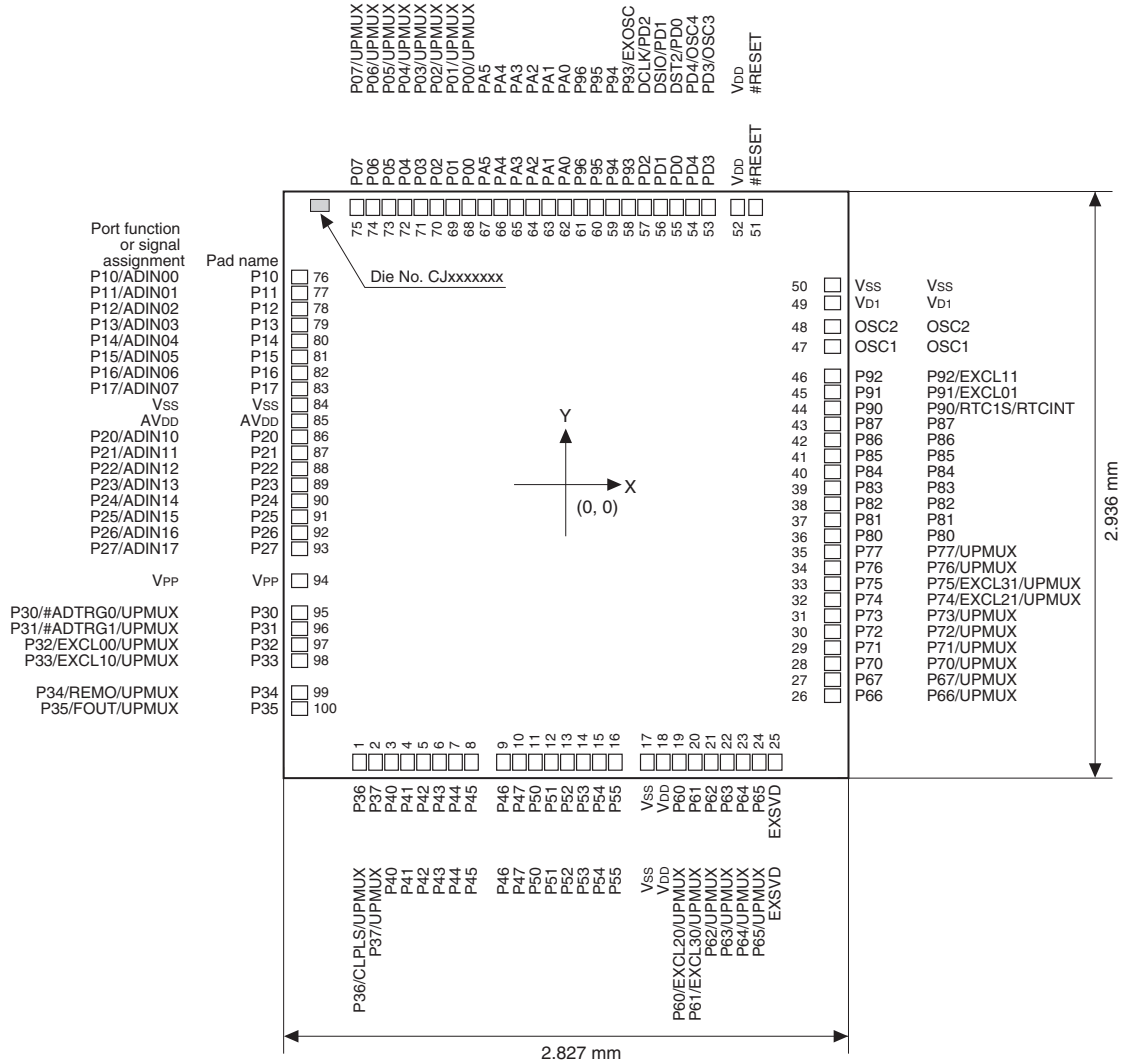 P07/UPMUX
P06/UPMUX
P05/UPMUX
P04/UPMUX
P03/UPMUX
P02/UPMUX
P01/UPMUX
P00/UPMUX
PA5
PA4
PA3
PA2
PA1
PA0
P96
P95
P94
P93/EXOSC
DCLK/PD2
DSIO/PD1
DST2/PD0
PD4/OSC4
PD3/OSC3
VDD
#RESET
P07
P06
P05
P04
P03
P02
P01
P00
PA5
PA4
PA3
PA2
PA1
PA0
P96
P95
P94
P93
PD2
PD1
PD0
PD4
PD3
VDD
#RESET
75
74
73
72
71
70
69
68
67
66
65
64
63
62
61
60
59
58
57
56
55
54
53
52
51
Die No. CJxxxxxxx
Port function
or signal
assignment Pad name
P10/ADIN00 P10 76
P11/ADIN01 P11 77
P12/ADIN02 P12 78
P13/ADIN03 P13 79
P14/ADIN04 P14 80
P15/ADIN05 P15 81
P16/ADIN06 P16 82
P17/ADIN07 P17 83
VSS VSS 84
AVDD AVDD 85
P20/ADIN10 P20 86
P21/ADIN11 P21 87
P22/ADIN12 P22 88
P23/ADIN13 P23 89
P24/ADIN14 P24 90
P25/ADIN15 P25 91
P26/ADIN16 P26 92
P27/ADIN17 P27 93
VPP VPP 94
P30/#ADTRG0/UPMUX P30 95
P31/#ADTRG1/UPMUX P31 96
P32/EXCL00/UPMUX P32 97
P33/EXCL10/UPMUX P33 98
P34/REMO/UPMUX P34 99
P35/FOUT/UPMUX P35 100
Y
X
(0, 0)
50 VSS VSS
49 VD1 VD1
48 OSC2 OSC2
47 OSC1 OSC1
46 P92 P92/EXCL11
45 P91 P91/EXCL01
44 P90 P90/RTC1S/RTCINT
43 P87 P87
42 P86 P86
41 P85 P85
40 P84 P84
39 P83 P83
38 P82 P82
37 P81 P81
36 P80 P80
35 P77 P77/UPMUX
34 P76 P76/UPMUX
33 P75 P75/EXCL31/UPMUX
32 P74 P74/EXCL21/UPMUX
31 P73 P73/UPMUX
30 P72 P72/UPMUX
29 P71 P71/UPMUX
28 P70 P70/UPMUX
27 P67 P67/UPMUX
26 P66 P66/UPMUX
2.936 mm
1
2
3
4
5
6
7
8
9
10
11
12
13
14
15
16
17
18
19
20
21
22
23
24
25
P36
P37
P40
P41
P42
P43
P44
P45
P46
P47
P50
P51
P52
P53
P54
P55
VSS
VDD
P60
P61
P62
P63
P64
P65
EXSVD
P36/CLPLS/UPMUX
P37/UPMUX
P40
P41
P42
P43
P44
P45
P46
P47
P50
P51
P52
P53
P54
P55
VSS
VDD
P60/EXCL20/UPMUX
P61/EXCL30/UPMUX
P62/UPMUX
P63/UPMUX
P64/UPMUX
P65/UPMUX
EXSVD
2.827 mm